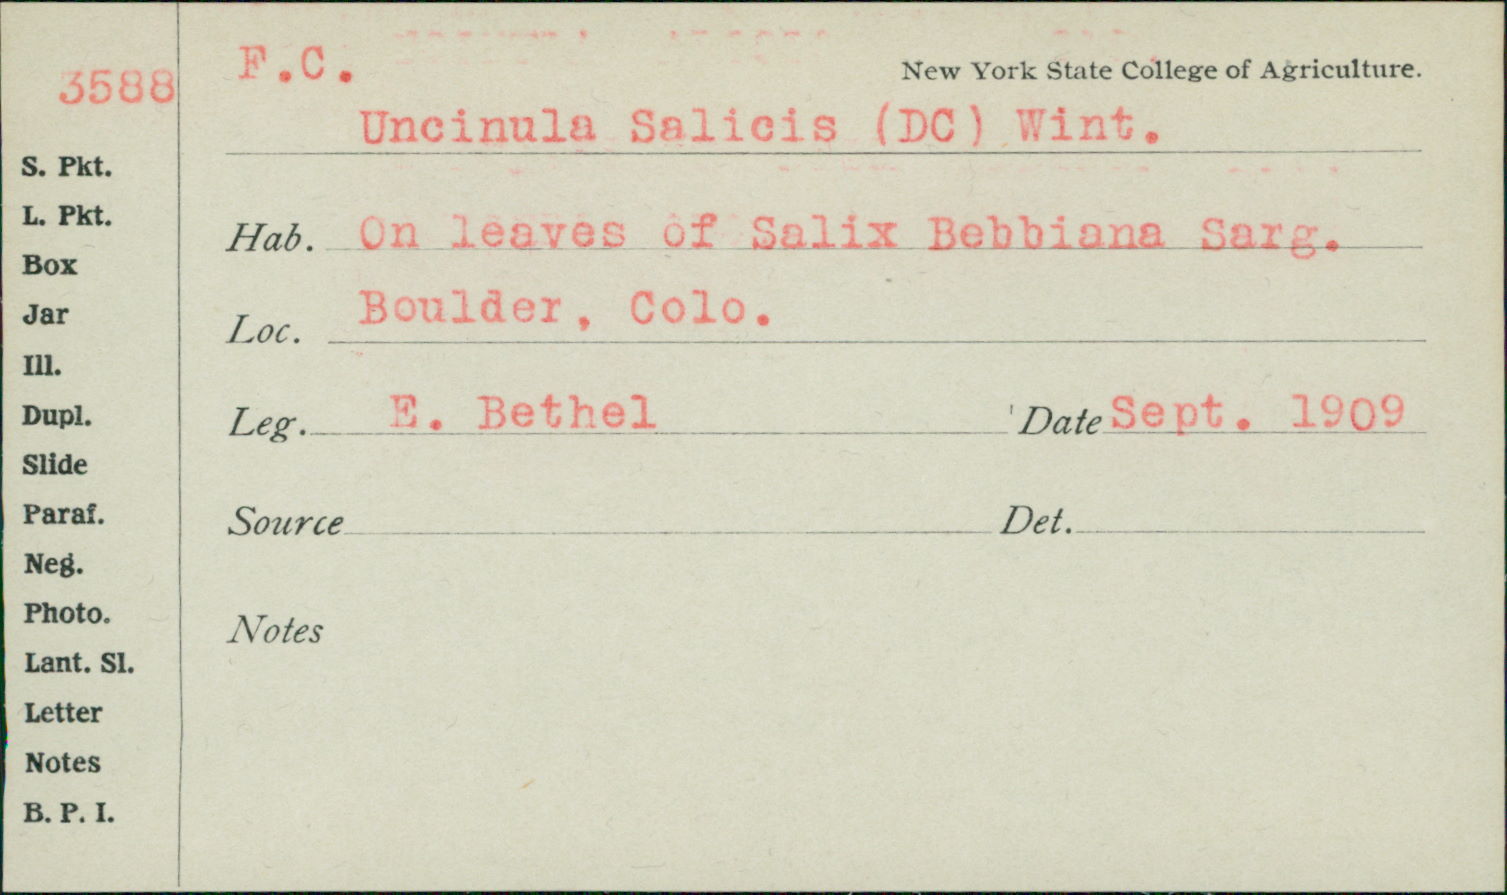 3588
F.C.
New York State College of Agriculture.
Uncinula Salicis (DC) Wint.
Hab. On leaves of Salix Bebbiana Sarg.
Loc. Boulder, Colo.
Leg. E. Bethel Date Sept. 1909
Source Det.
Notes
S. Pkt.
L. Pkt.
Box
Jar
Ill.
Dupl.
Slide
Paraf.
Neg.
Photo.
Lant. Sl.
Letter
Notes
B. P. I.